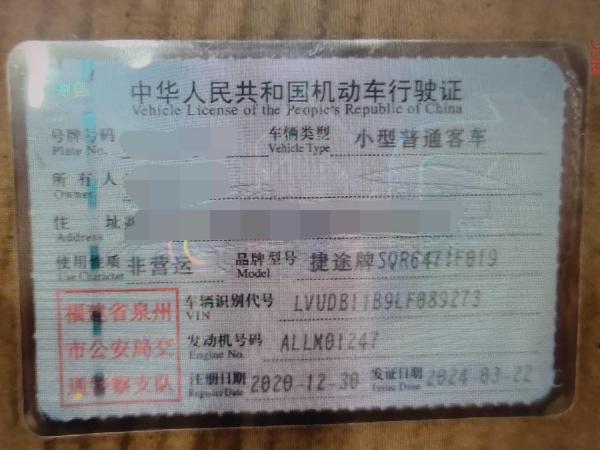 中华人民共和国机动车行驶证
Vehicle License of the People's Republic of China
号牌号码 车辆类型 小型普通客车
Plate No. Vehicle Type
所有人
Owner
住址
Address
使用性质 非营运 品牌型号 捷途牌SQR6471F019
Use Character Model
福建省泉州
市公安局交
通警察支队
车辆识别代号 LVUDB11B9LF089273
VIN
发动机号码 ALLM01247
Engine No.
注册日期 2020-12-30 发证日期 2024-03-22
Register Date Issue Date